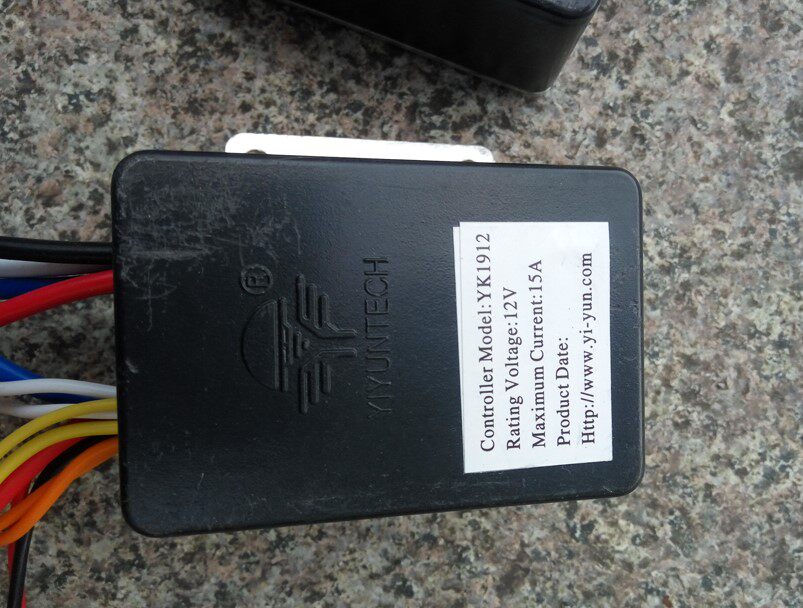 ®
YIYUNTECH
Controller Model:YK1912
Rating Voltage:12V
Maximum Current:15A
Product Date:
Http://www.yi-yun.com